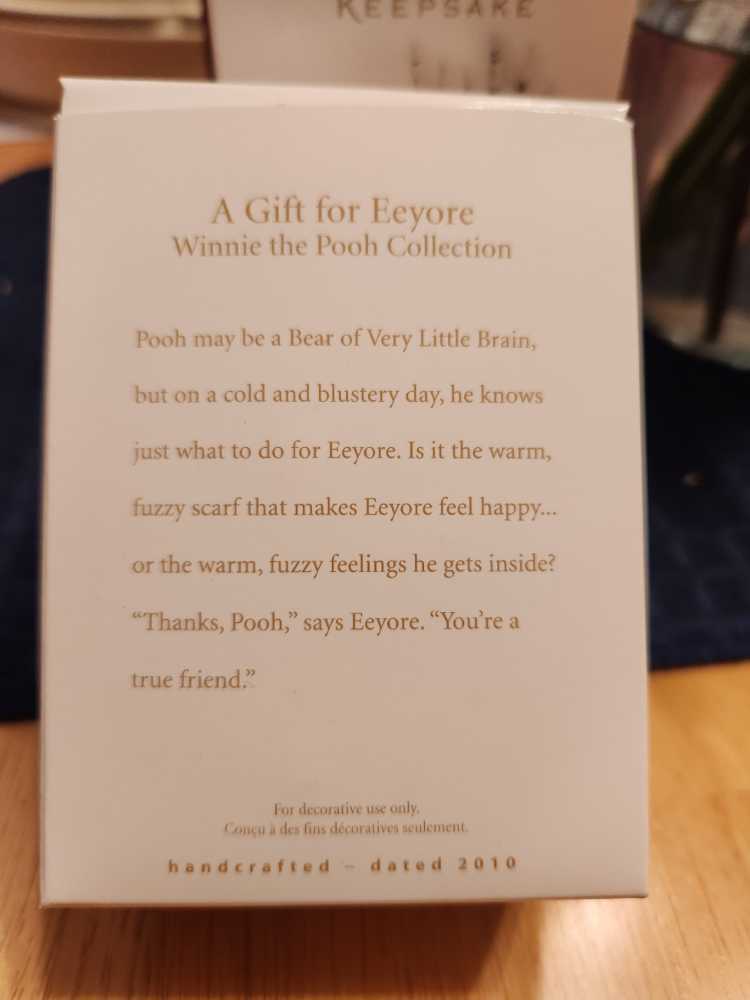 KEEPSAKE
A Gift for Eeyore
Winnie the Pooh Collection
Pooh may be a Bear of Very Little Brain,
but on a cold and blustery day, he knows
just what to do for Eeyore. Is it the warm,
fuzzy scarf that makes Eeyore feel happy...
or the warm, fuzzy feelings he gets inside?
“Thanks, Pooh,” says Eeyore. “You’re a
true friend.”
For decorative use only.
Conçu à des fins décoratives seulement.
handcrafted – dated 2010